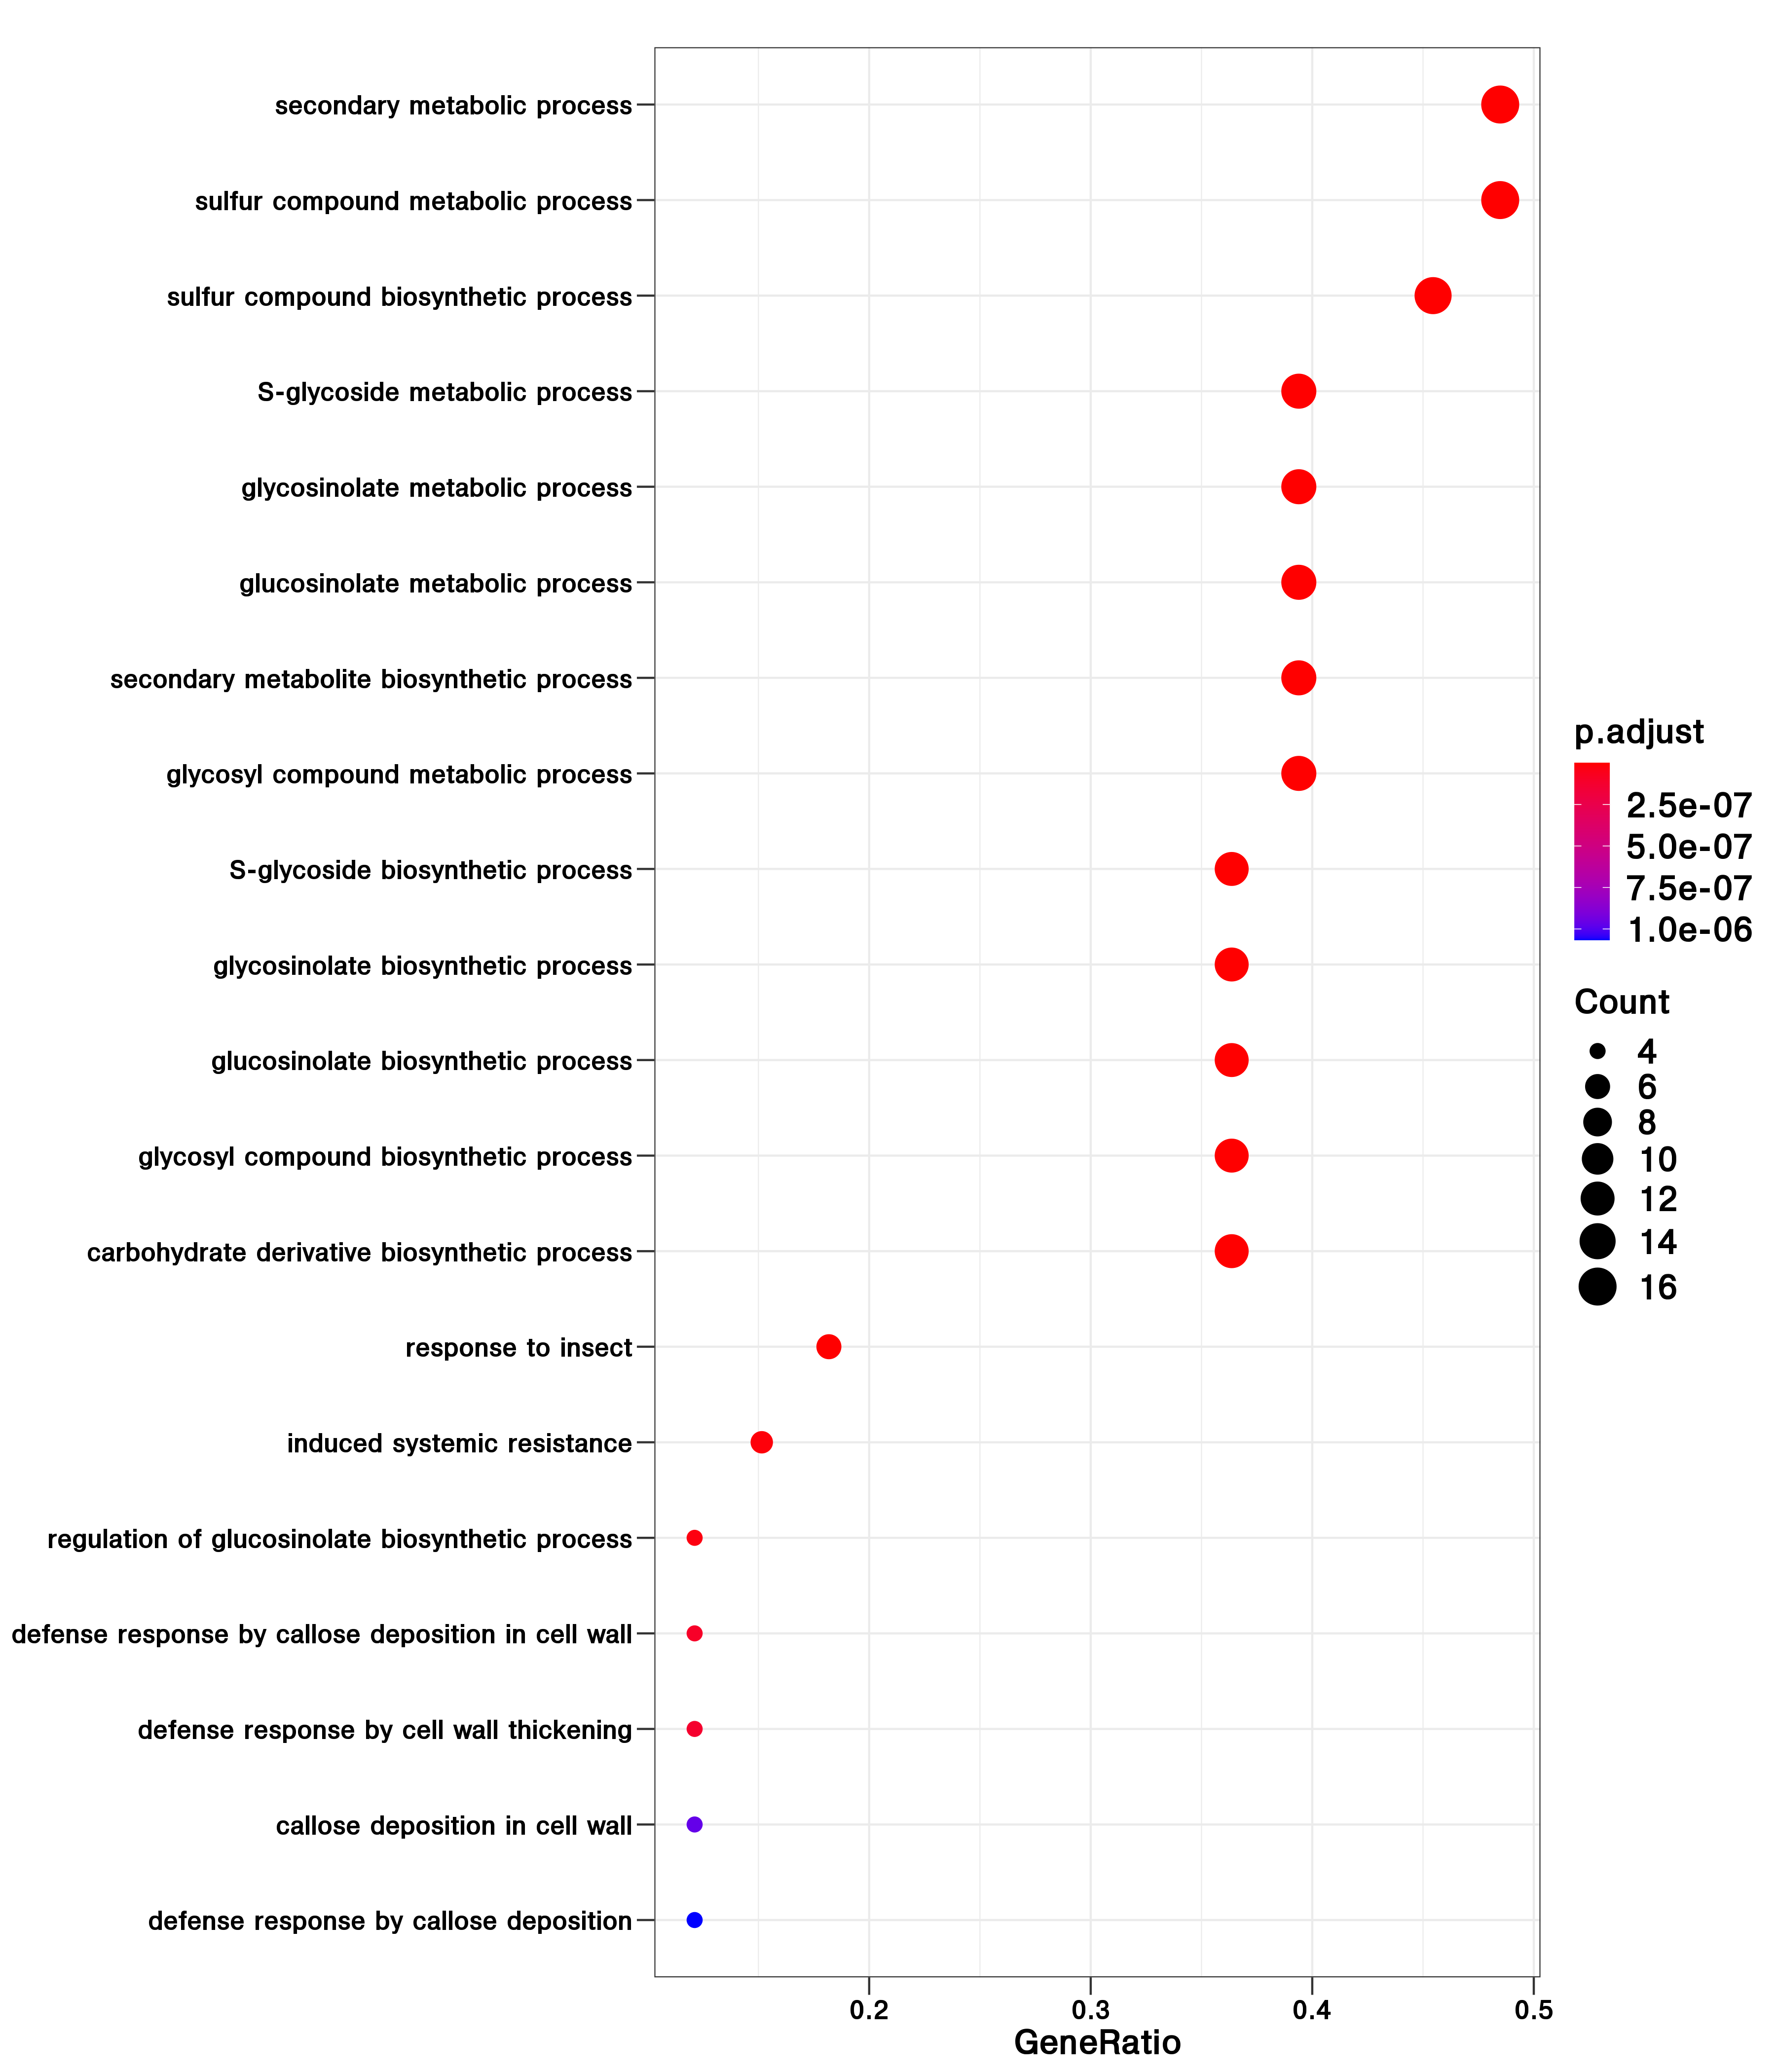 secondary metabolic process
sulfur compound metabolic process
sulfur compound biosynthetic process
S-glycoside metabolic process
glycosinolate metabolic process
glucosinolate metabolic process
secondary metabolite biosynthetic process
glycosyl compound metabolic process
S-glycoside biosynthetic process
glycosinolate biosynthetic process
glucosinolate biosynthetic process
glycosyl compound biosynthetic process
carbohydrate derivative biosynthetic process
response to insect
induced systemic resistance
regulation of glucosinolate biosynthetic process
defense response by callose deposition in cell wall
defense response by cell wall thickening
callose deposition in cell wall
defense response by callose deposition
0.2 0.3 0.4 0.5
GeneRatio
p.adjust
2.5e-07
5.0e-07
7.5e-07
1.0e-06
Count
4
6
8
10
12
14
16